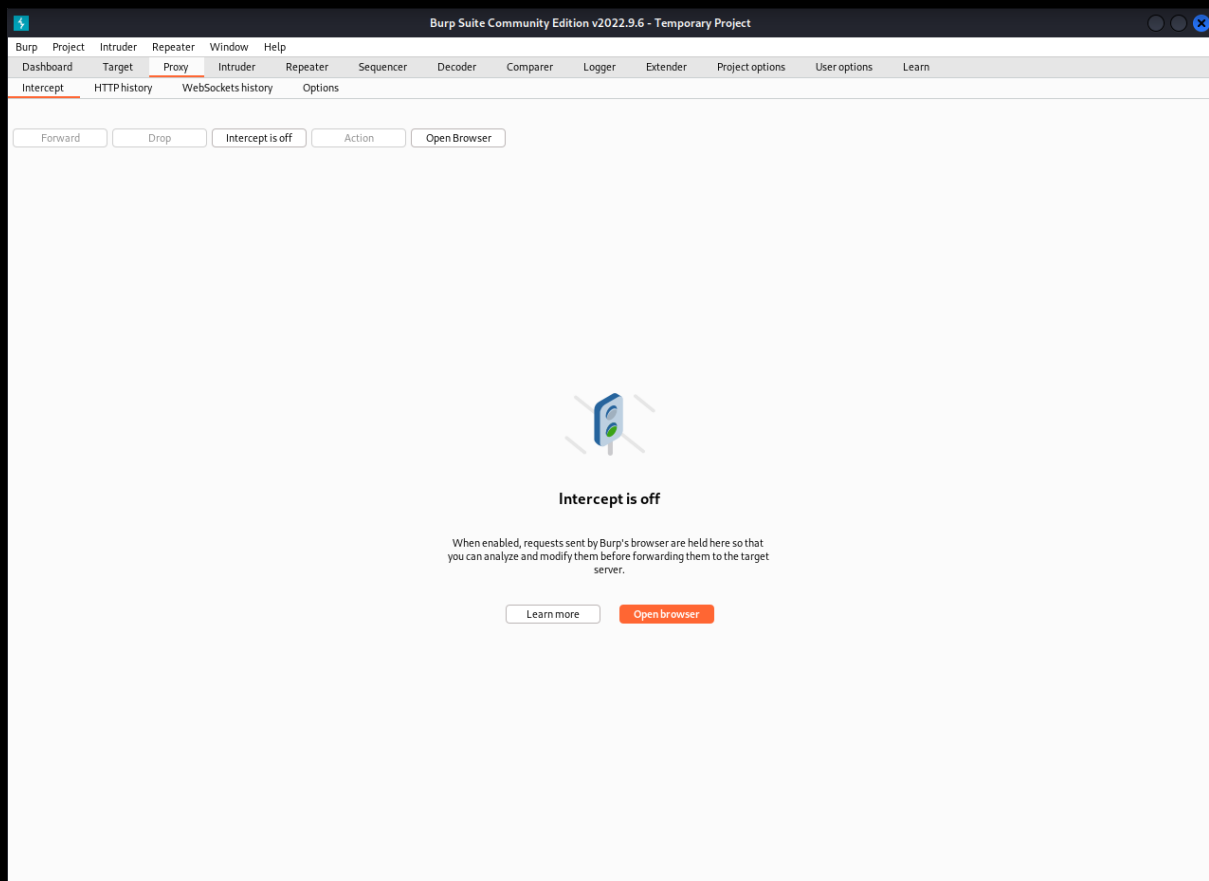 Burp Suite Community Edition v2022.9.6 - Temporary Project
Burp Project Intruder Repeater Window Help
Dashboard Target Proxy Intruder Repeater Sequencer Decoder Comparer Logger Extender Project options User options Learn
Intercept HTTP history WebSockets history Options
Forward Drop Intercept is off Action Open Browser
Intercept is off
When enabled, requests sent by Burp's browser are held here so that
you can analyze and modify them before forwarding them to the target
server.
Learn more Open browser